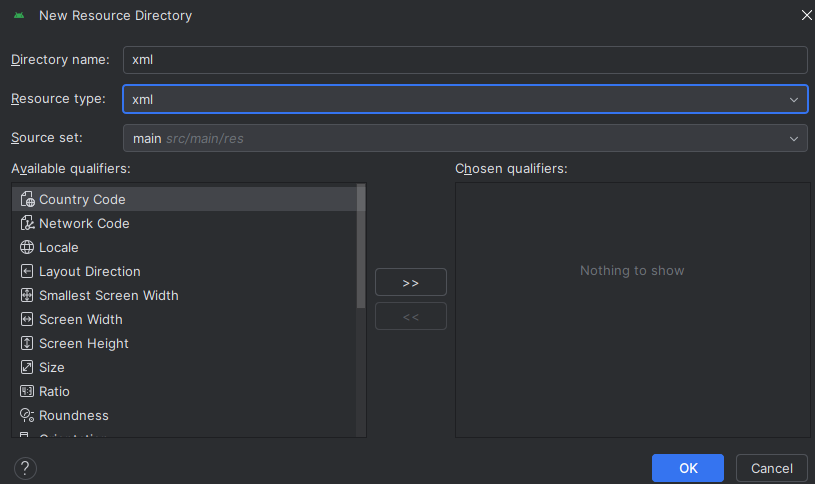 New Resource Directory
Directory name: xml
Resource type: xml
Source set: main src/main/res
Available qualifiers:
Chosen qualifiers:
Country Code
Network Code
Locale
Layout Direction
Smallest Screen Width
Screen Width
Screen Height
Size
Ratio
Roundness
Orientation
>>
<<
Nothing to show
?
OK
Cancel